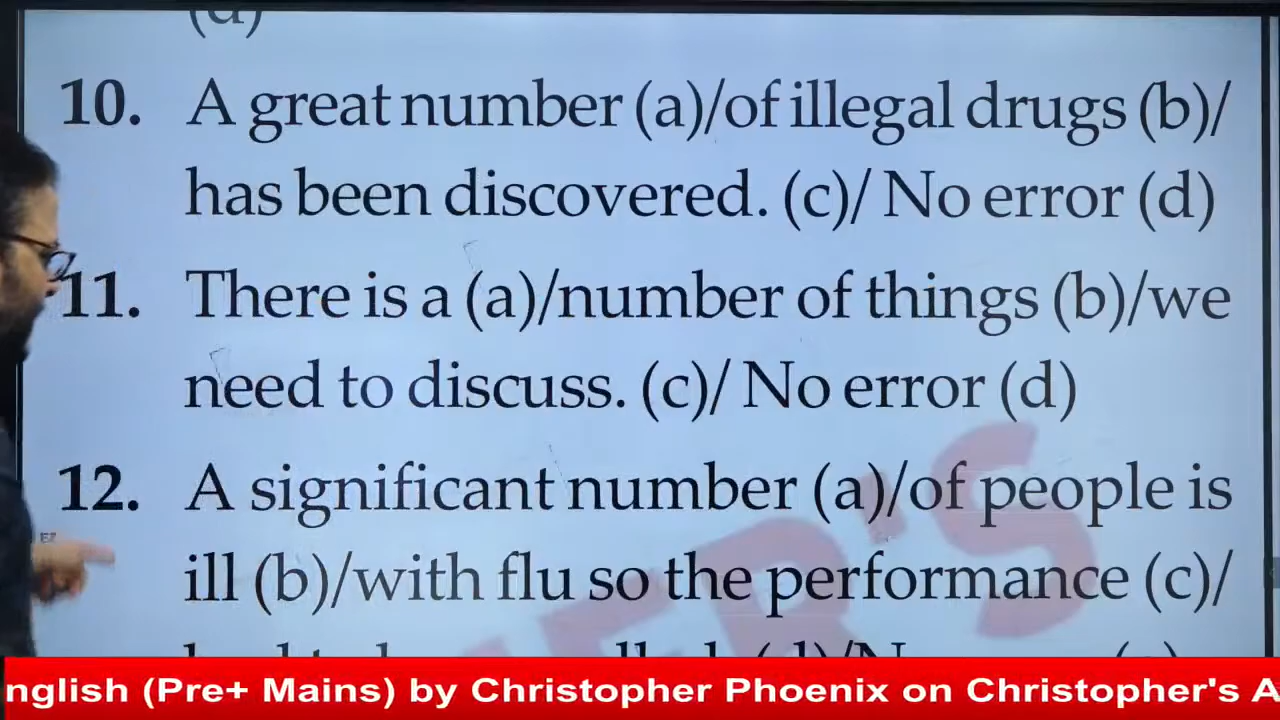 (d)
10. A great number (a)/of illegal drugs (b)/
has been discovered. (c)/ No error (d)
11. There is a (a)/number of things (b)/we
need to discuss. (c)/ No error (d)
12. A significant number (a)/of people is
ill (b)/with flu so the performance (c)/
ER'S
nglish (Pre+ Mains) by Christopher Phoenix on Christopher's A